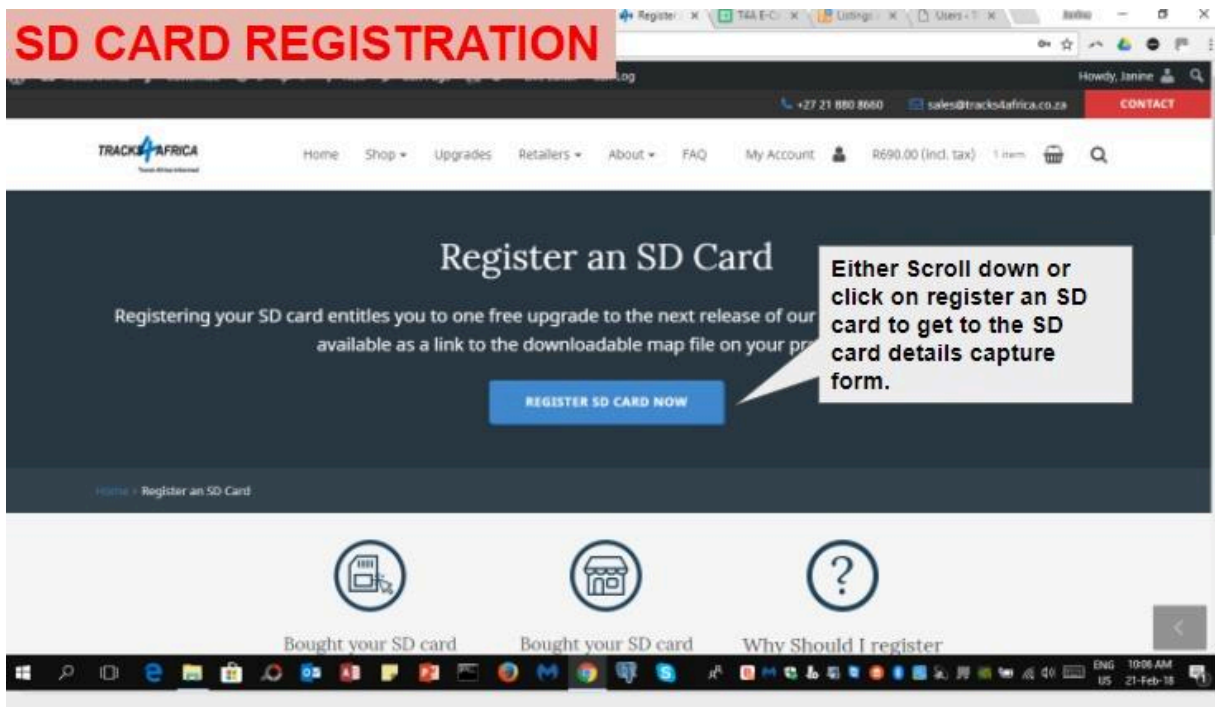 SD CARD REGISTRATION
Register
T4A E-C
Listings
Users
Howdy, Janine
+27 21 880 8660
sales@tracks4africa.co.za
CONTACT
TRACKS4AFRICA
Home
Shop
Upgrades
Retailers
About
FAQ
My Account
R690.00 (incl. tax)
1 item
Register an SD Card
Registering your SD card entitles you to one free upgrade to the next release of our
available as a link to the downloadable map file on your
REGISTER SD CARD NOW
Either Scroll down or
click on register an SD
card to get to the SD
card details capture
form.
Home
Register an SD Card
Bought your SD card
Bought your SD card
Why Should I register
ENG
10:06 AM
US
21-Feb-18